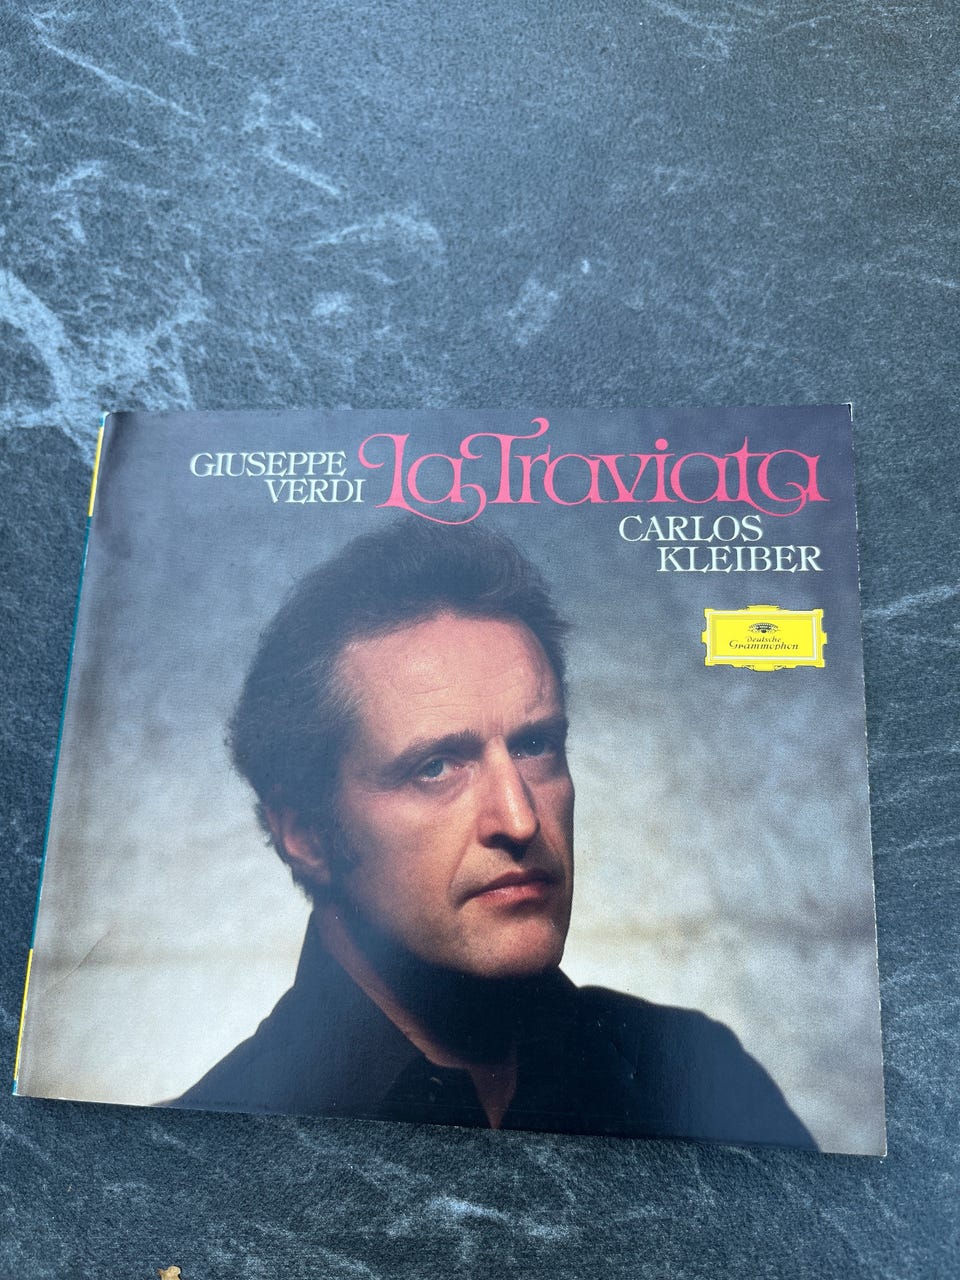 GIUSEPPE
VERDI
La Traviata
CARLOS
KLEIBER
Deutsche
Grammophon